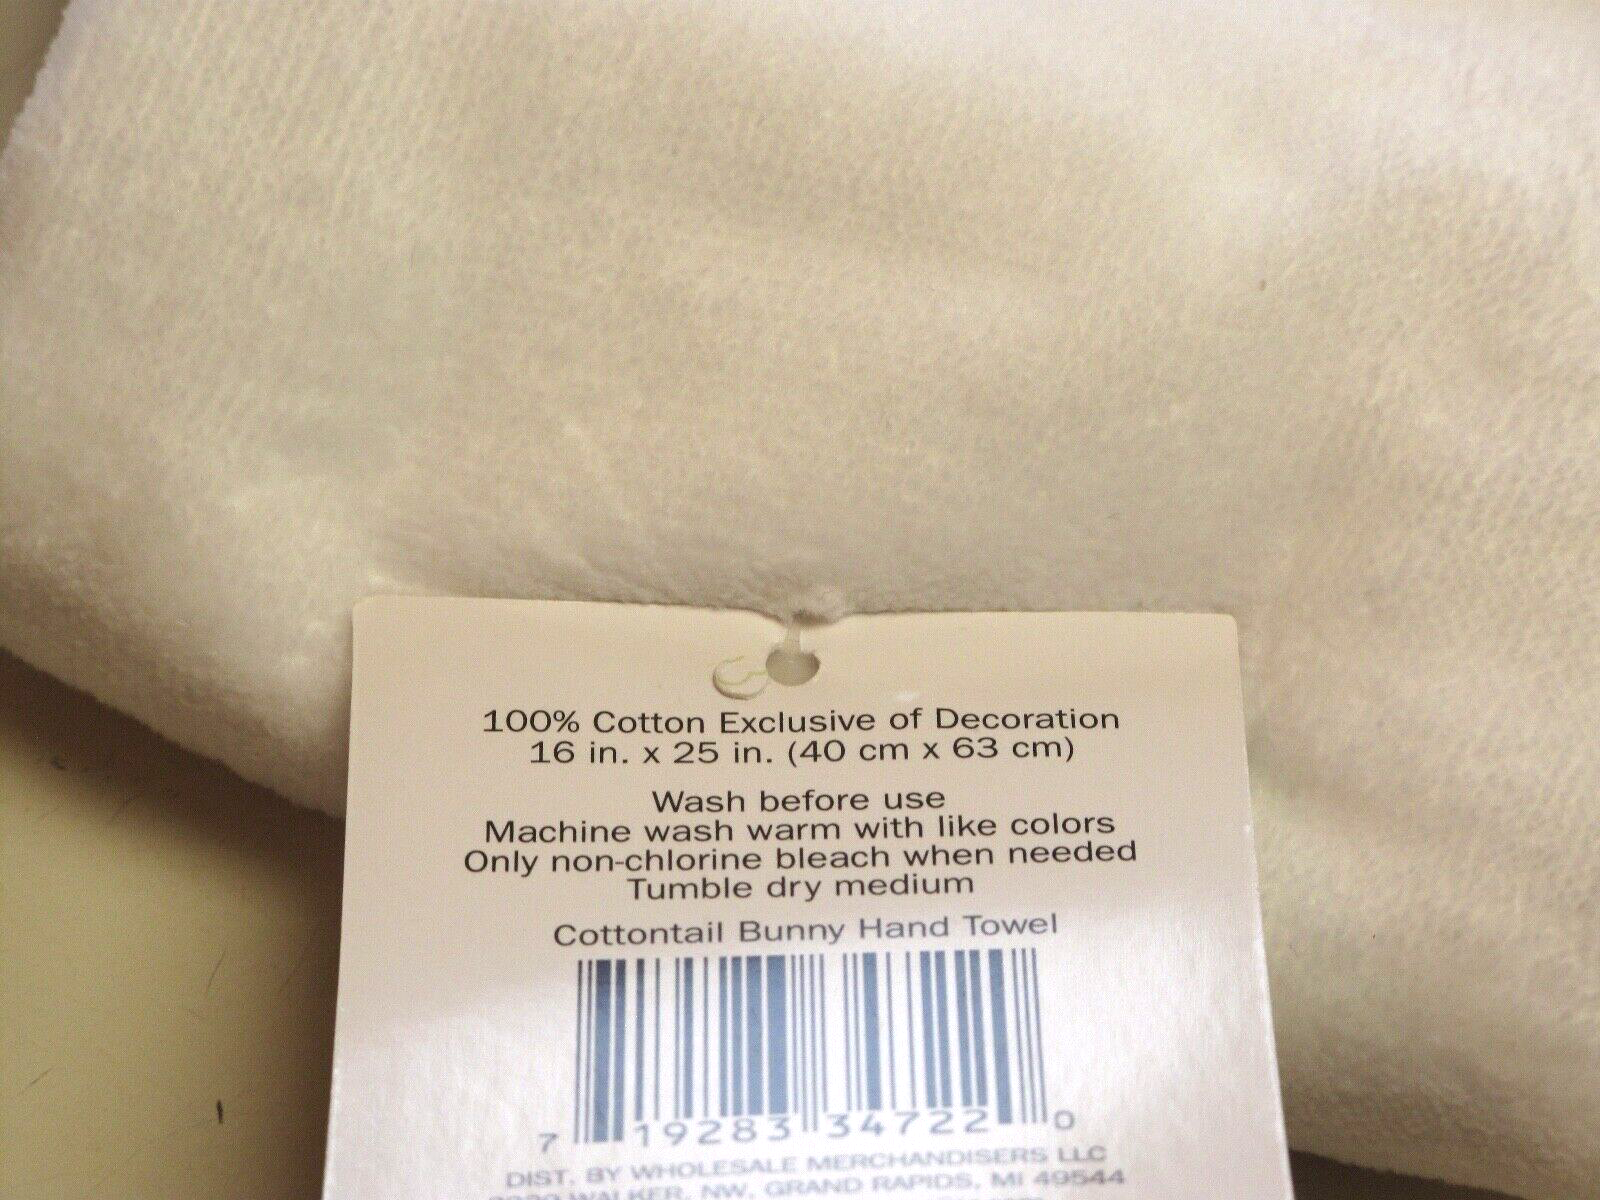 100% Cotton Exclusive of Decoration
16 in. x 25 in. (40 cm x 63 cm)
Wash before use
Machine wash warm with like colors
Only non-chlorine bleach when needed
Tumble dry medium
Cottontail Bunny Hand Towel
7 19283 34722 0
DIST. BY WHOLESALE MERCHANDISERS LLC
WALKER, NW, GRAND RAPIDS, MI 49544